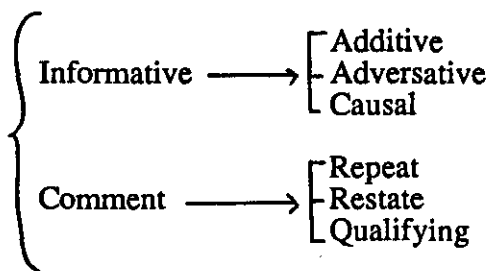 Additive
Informative
Adversative
Causal
Repeat
Comment
Restate
Qualifying